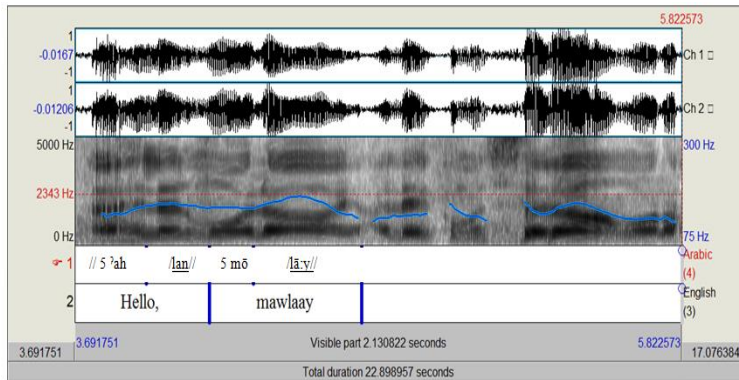 5.822573
1
-0.0167
-1
Ch 1
1
-0.01206
-1
Ch 2
5000 Hz
300 Hz
2343 Hz
0 Hz
75 Hz
1
// 5 ’ah
/lan//
5 mō
/lā:y//
Arabic
(4)
2
Hello,
mawlaay
English
(3)
3.691751
3.691751
Visible part 2.130822 seconds
5.822573
17.076384
Total duration 22.898957 seconds